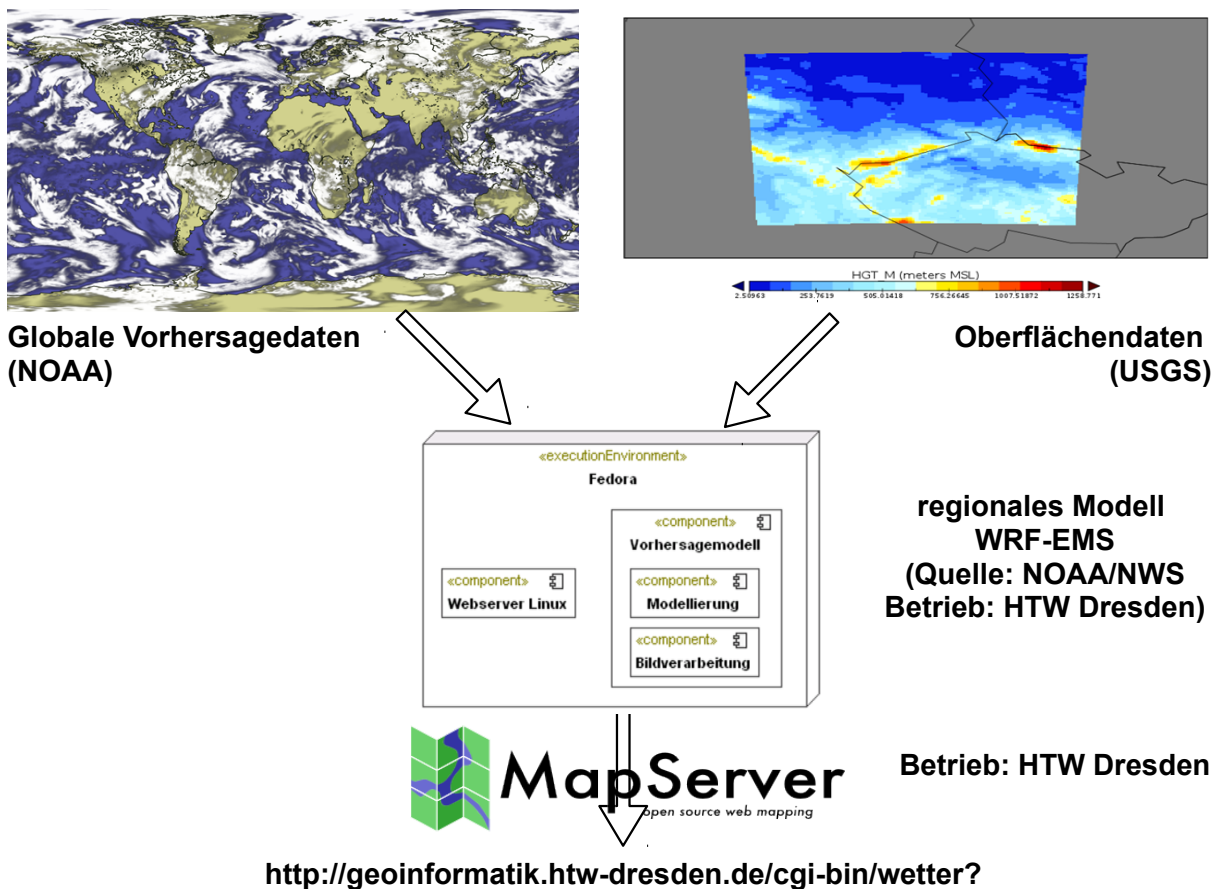 HGT_M (meters MSL)
2.50963 253.7619 505.01418 756.26645 1007.51872 1258.771
Globale Vorhersagedaten
(NOAA)
Oberflächendaten
(USGS)
«executionEnvironment»
Fedora
«component»
Vorhersagemodell
«component»
Webserver Linux
«component»
Modellierung
«component»
Bildverarbeitung
regionales Modell
WRF-EMS
(Quelle: NOAA/NWS
Betrieb: HTW Dresden)
MapServer
open source web mapping
Betrieb: HTW Dresden
http://geoinformatik.htw-dresden.de/cgi-bin/wetter?